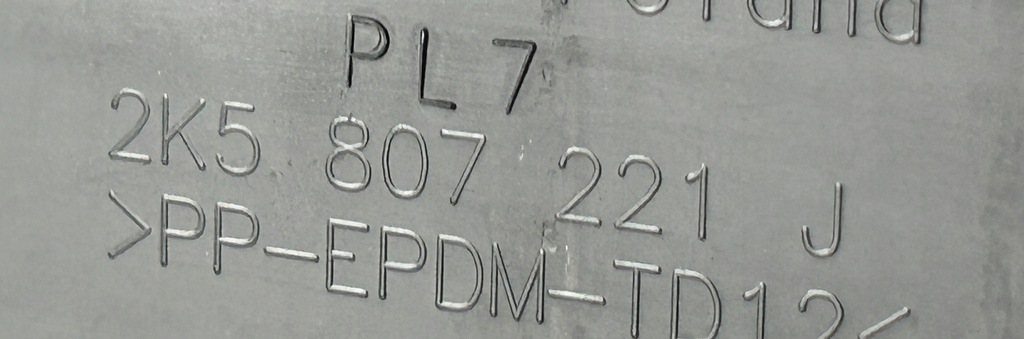 PL7
2K5 807 221 J
>PP-EPDM-TD12<